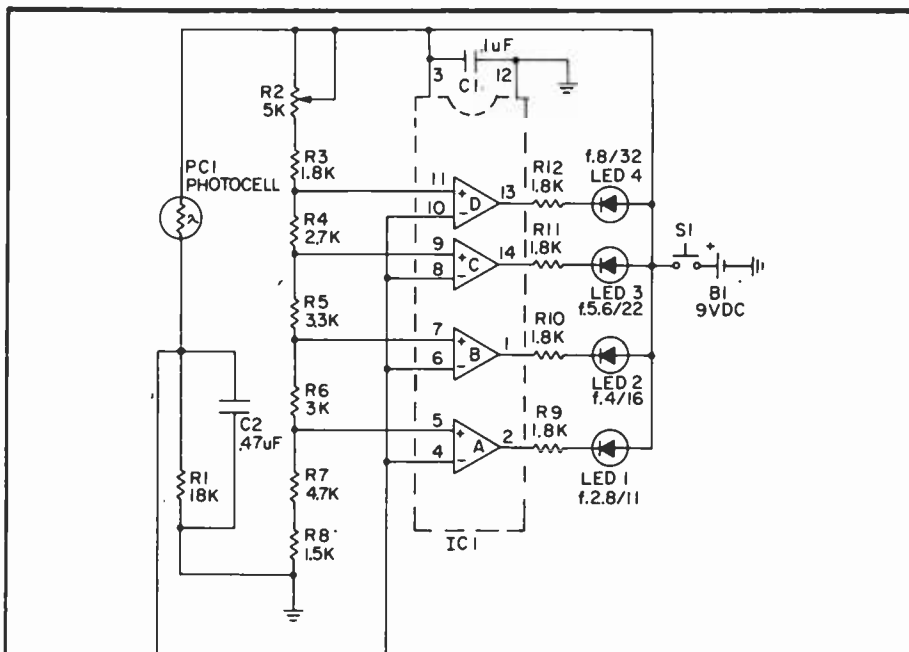 .1uF
3
12
C1
R2
5K
R3
1.8K
PC1
PHOTOCELL
λ
R4
2.7K
R5
3.3K
R6
3K
R7
4.7K
R8
1.5K
R1
18K
C2
.47uF
11
10
+
−
D
13
9
8
+
−
C
14
7
6
+
−
B
1
5
4
+
−
A
2
IC1
R12
1.8K
R11
1.8K
R10
1.8K
R9
1.8K
f.8/32
LED 4
LED 3
f.5.6/22
LED 2
f.4/16
LED 1
f.2.8/11
S1
+
B1
9VDC